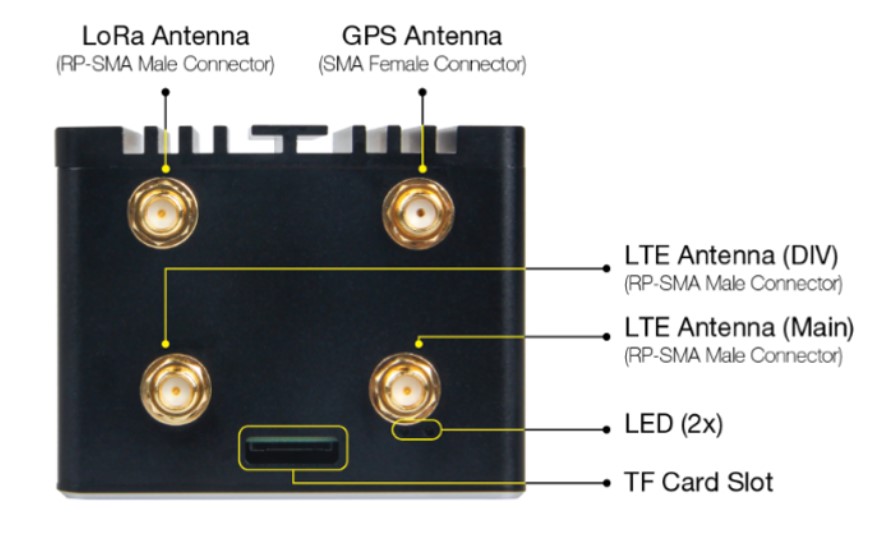 LoRa Antenna
(RP-SMA Male Connector)
GPS Antenna
(SMA Female Connector)
LTE Antenna (DIV)
(RP-SMA Male Connector)
LTE Antenna (Main)
(RP-SMA Male Connector)
LED (2x)
TF Card Slot